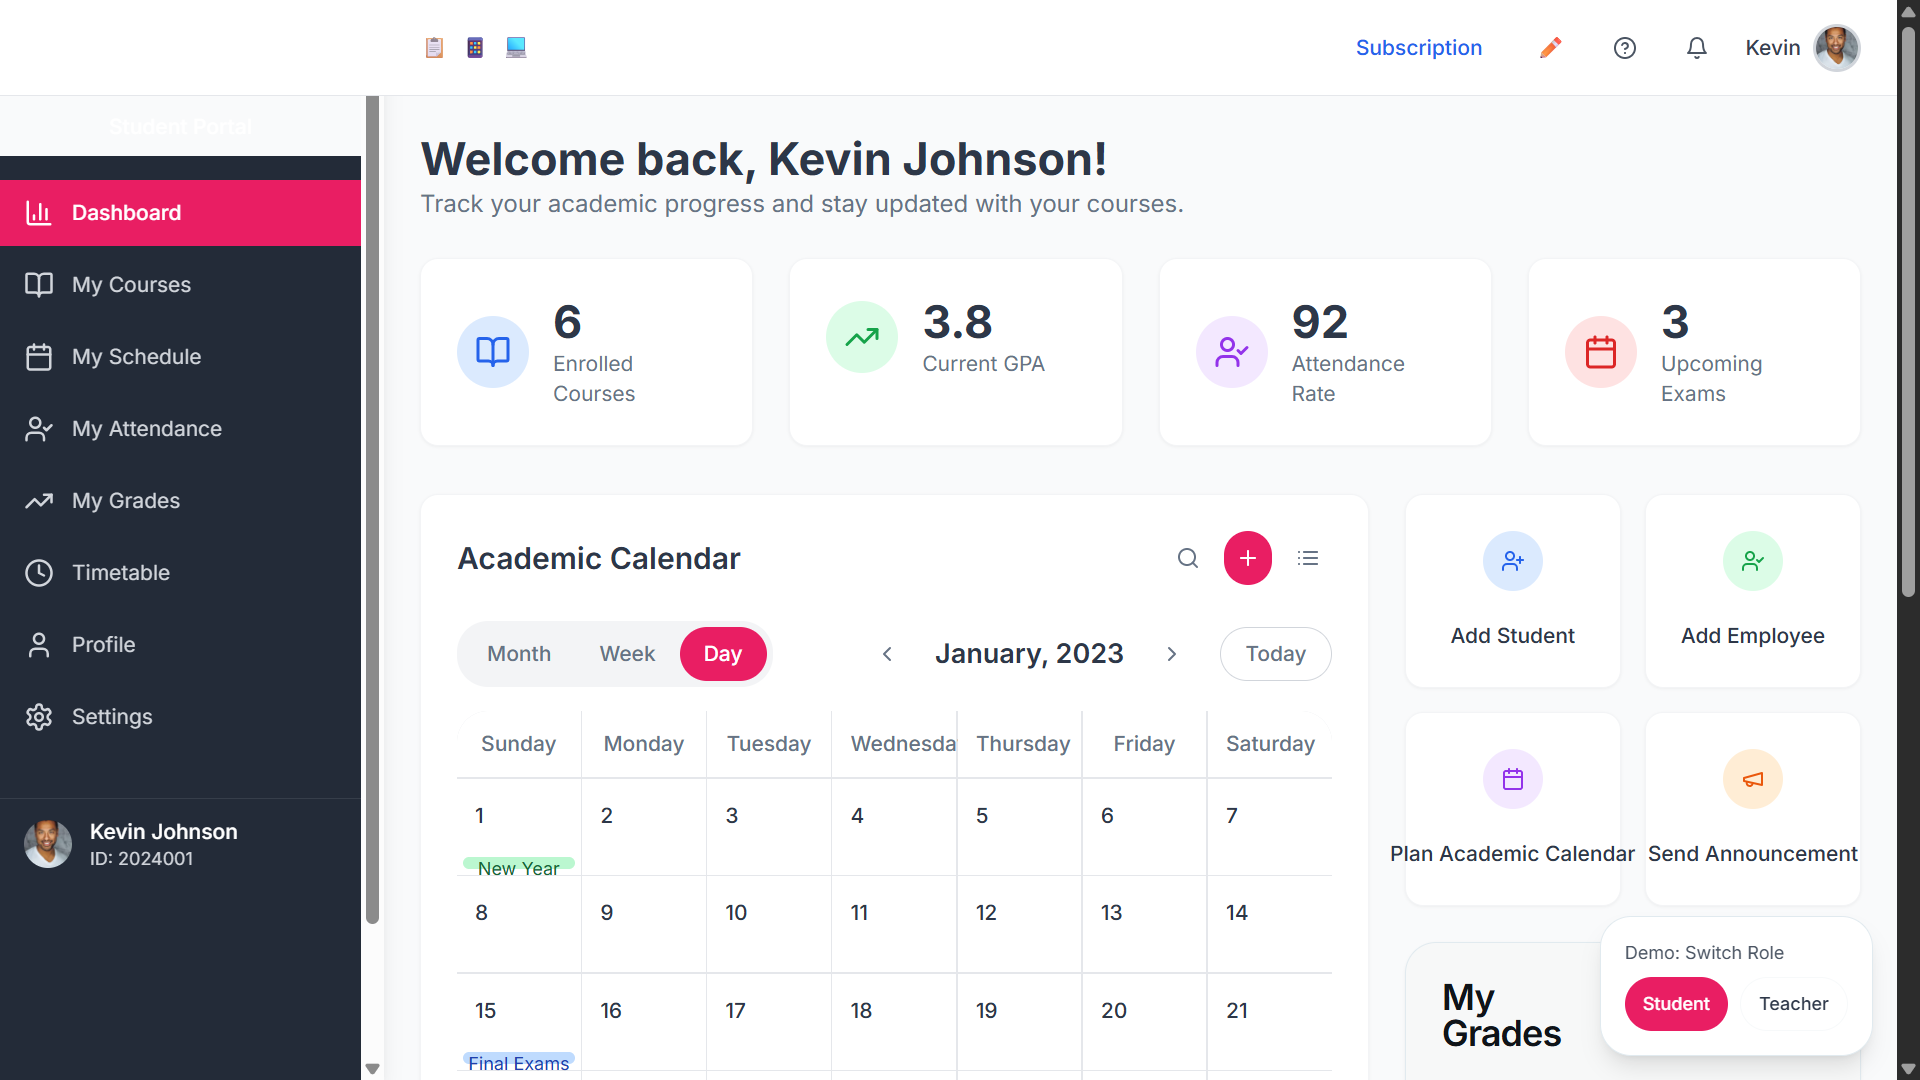 Subscription
Kevin
Student Portal
Dashboard
My Courses
My Schedule
My Attendance
My Grades
Timetable
Profile
Settings
Kevin Johnson
ID: 2024001
Welcome back, Kevin Johnson!
Track your academic progress and stay updated with your courses.
6
Enrolled
Courses
3.8
Current GPA
92
Attendance
Rate
3
Upcoming
Exams
Academic Calendar
Month Week Day
January, 2023
Today
Sunday Monday Tuesday Wednesda Thursday Friday Saturday
1 2 3 4 5 6 7
New Year
8 9 10 11 12 13 14
15 16 17 18 19 20 21
Final Exams
Add Student
Add Employee
Plan Academic Calendar
Send Announcement
My
Grades
Demo: Switch Role
Student Teacher